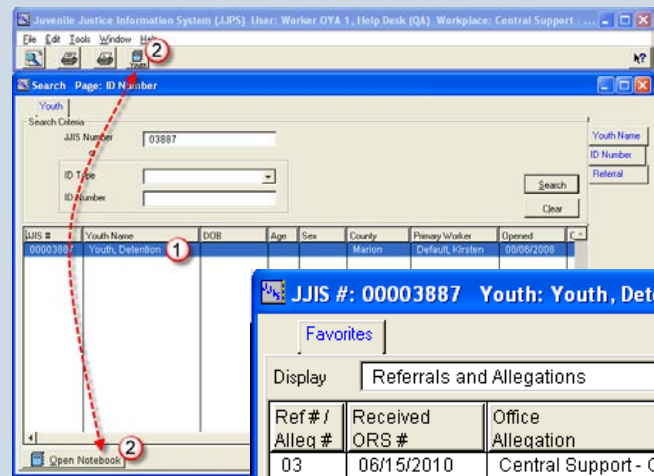 Juvenile Justice Information System (JJIS) User: Worker OYA 1, Help Desk (QA) Workplace: Central Support - ...
File Edit Tools Window Help
2
Youth
Search Page: ID Number
Youth
Search Criteria
JJIS Number 03887
or
ID Type
ID Number
Search
Clear
Youth Name
ID Number
Referral
JJIS # Youth Name DOB Age Sex County Primary Worker Opened C
00003887 Youth, Detention 1 Marion Default, Kirsten 06/06/2008
Open Notebook 2
JJIS #: 00003887 Youth: Youth, Dete
Favorites
Display Referrals and Allegations
Ref # / Received Office
Alleg # ORS # Allegation
03 06/15/2010 Central Support - C